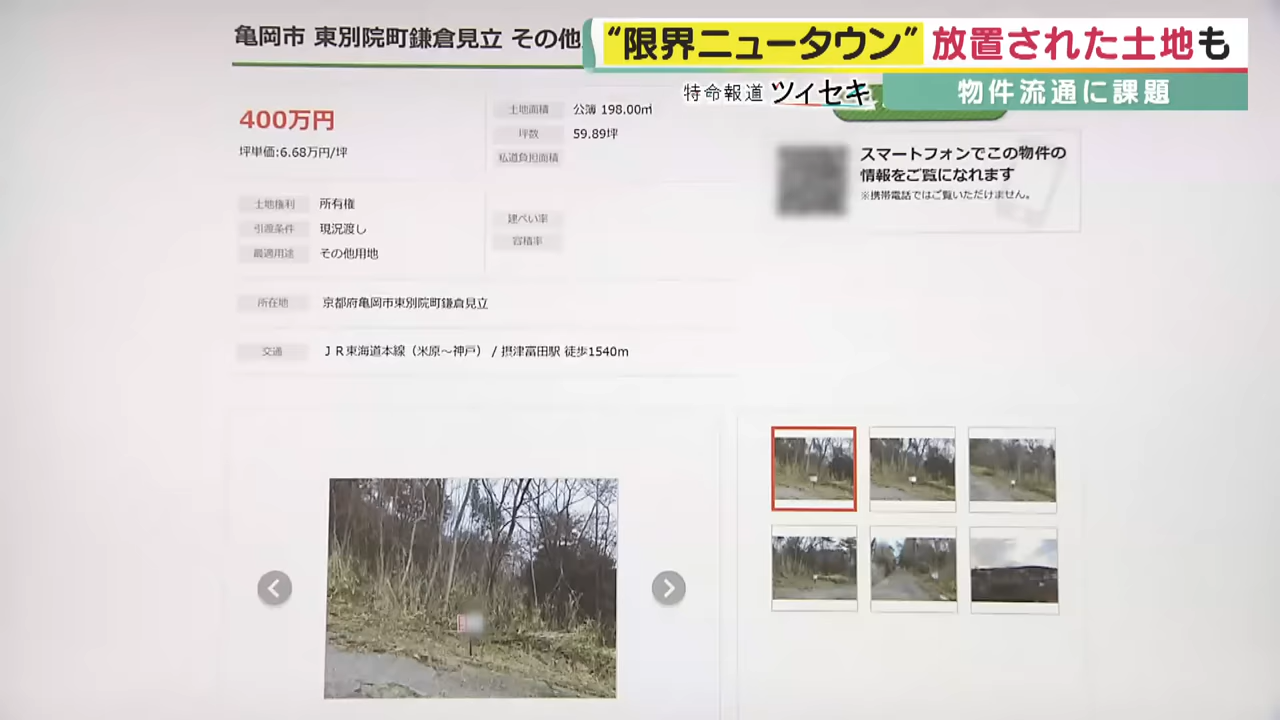 亀岡市 東別院町鎌倉見立 その他
“限界ニュータウン” 放置された土地も
特命報道 ツイセキ
物件流通に課題
400万円
坪単価:6.68万円/坪
土地面積 公簿 198.00㎡
坪数 59.89坪
私道負担面積
スマートフォンでこの物件の
情報をご覧になれます
※携帯電話ではご覧いただけません。
土地権利 所有権
引渡条件 現況渡し
最適用途 その他用地
建ぺい率
容積率
所在地 京都府亀岡市東別院町鎌倉見立
交通 ＪＲ東海道本線（米原～神戸） / 摂津富田駅 徒歩1540m